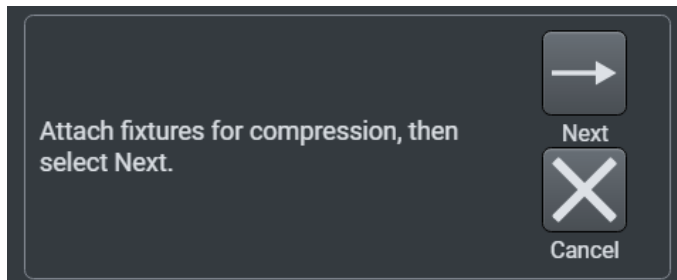 Attach fixtures for compression, then
select Next.
Next
Cancel